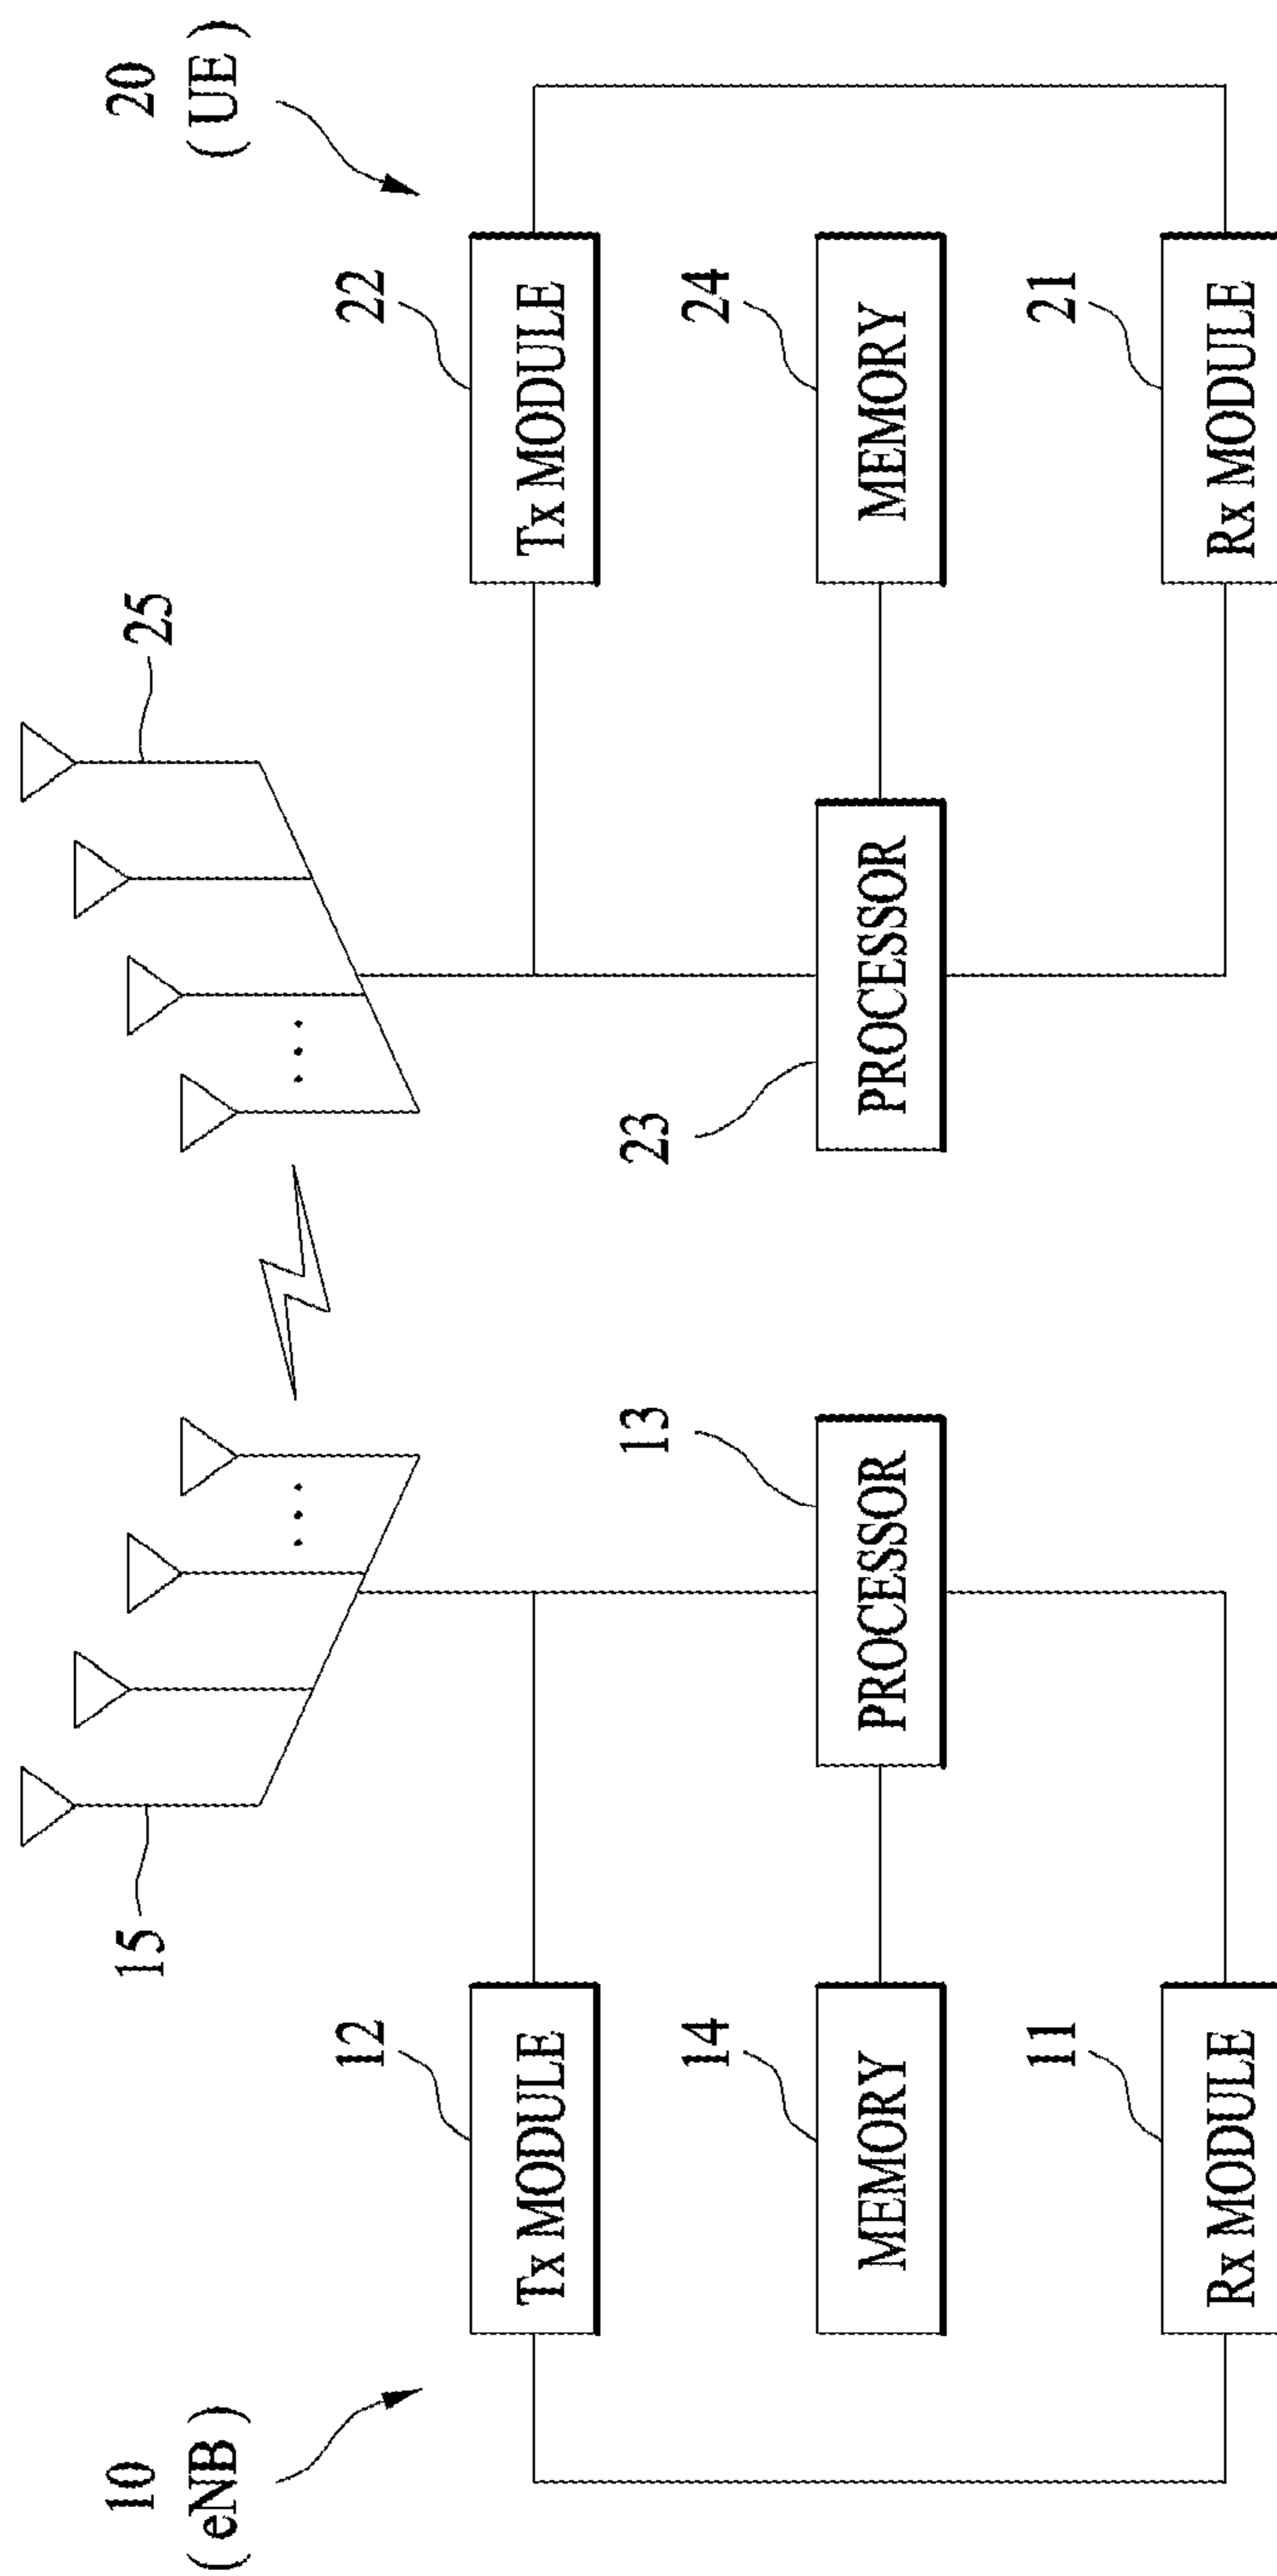 10
( eNB )
15
12
Tx MODULE
14
MEMORY
13
PROCESSOR
11
Rx MODULE
20
( UE )
25
22
Tx MODULE
23
PROCESSOR
24
MEMORY
21
Rx MODULE